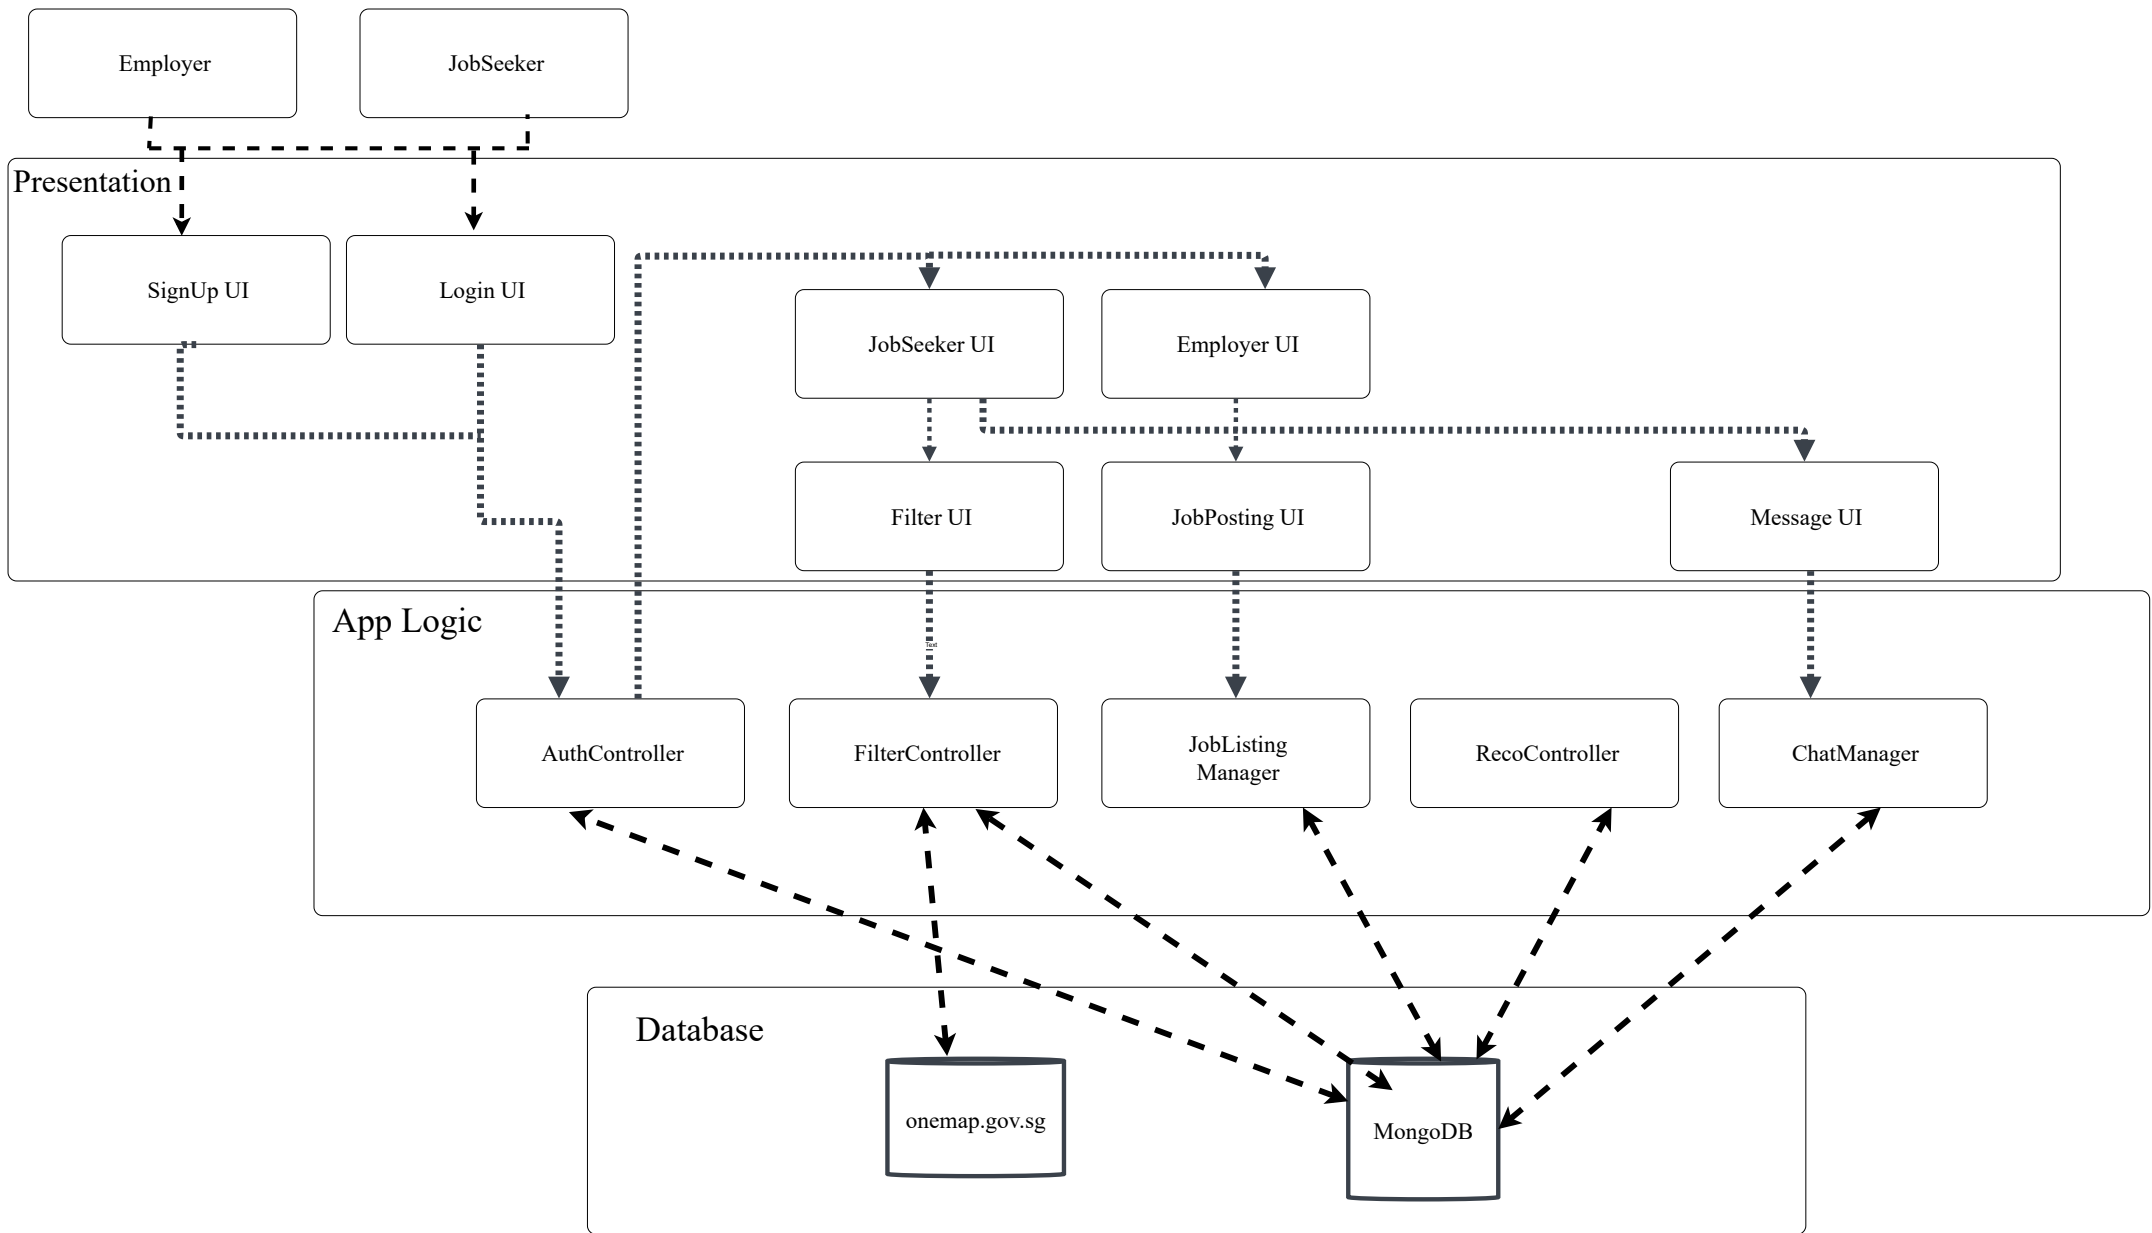 Employer
JobSeeker
Presentation
SignUp UI
Login UI
JobSeeker UI
Employer UI
Filter UI
JobPosting UI
Message UI
App Logic
Text
AuthController
FilterController
JobListing
Manager
RecoController
ChatManager
Database
onemap.gov.sg
MongoDB